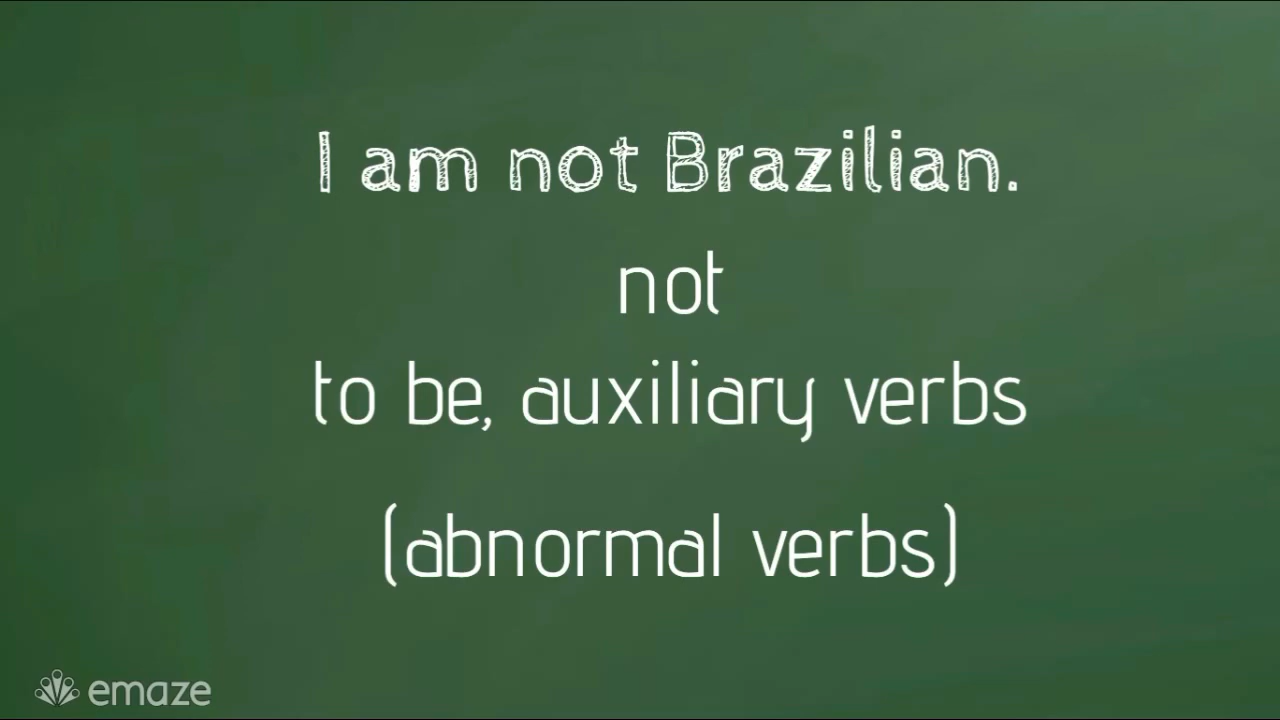 I am not Brazilian.
not
to be, auxiliary verbs
(abnormal verbs)
emaze